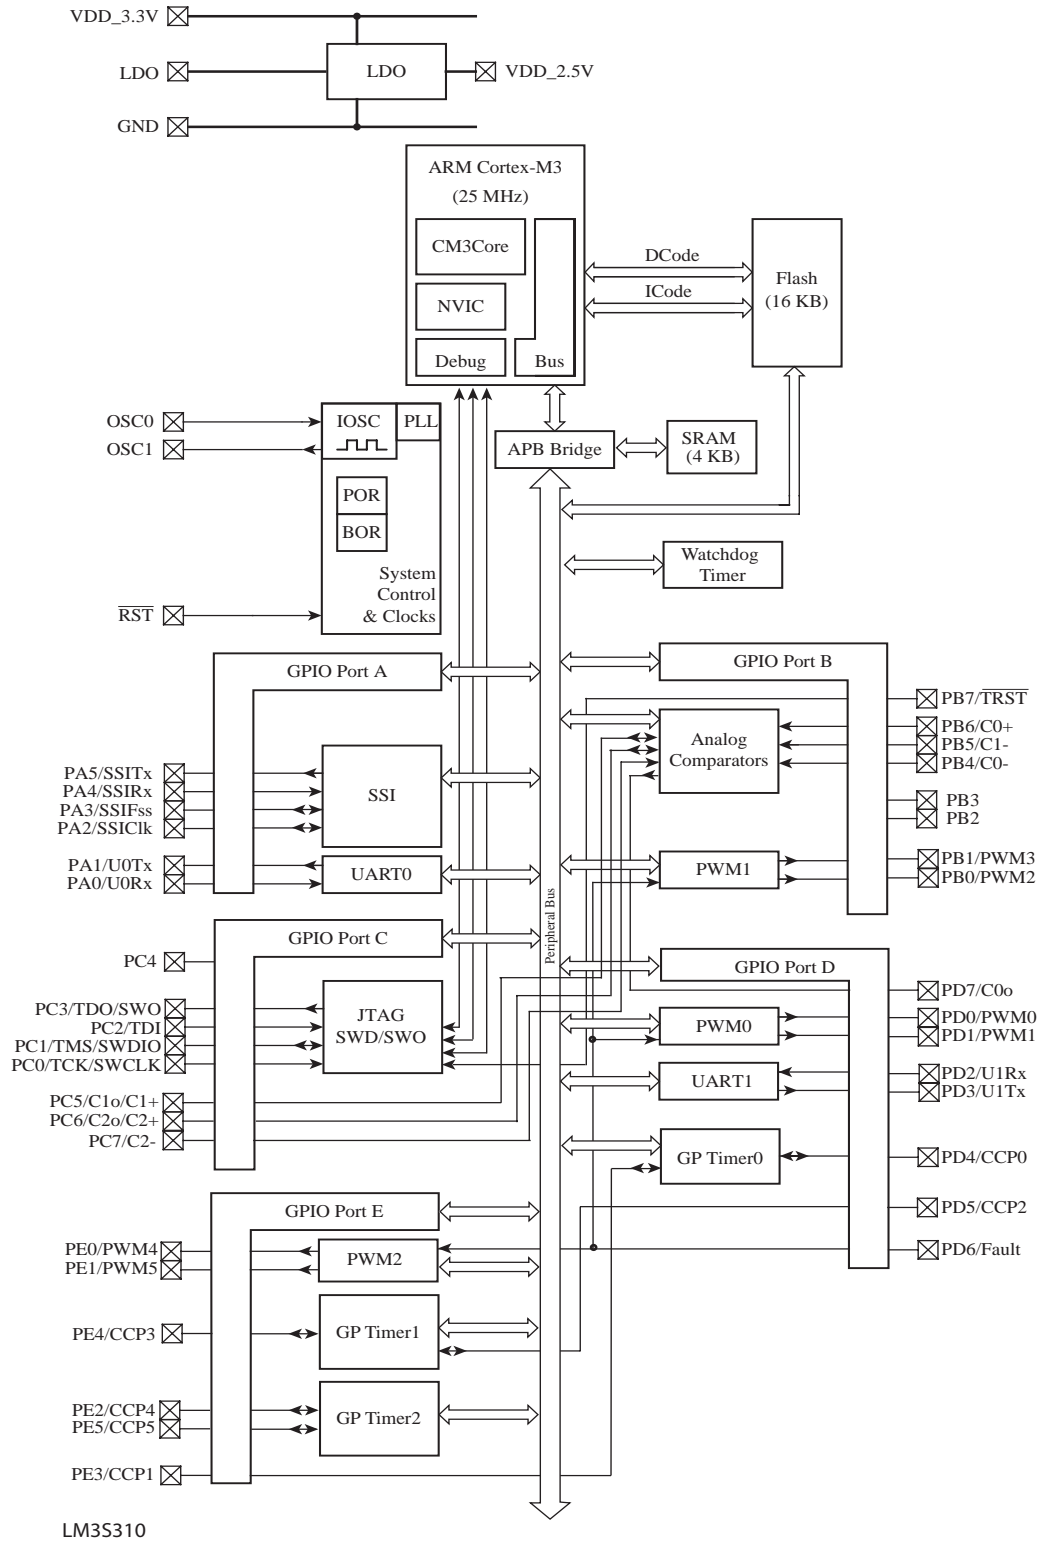 VDD_3.3V
LDO
LDO
VDD_2.5V
GND
ARM Cortex-M3
(25 MHz)
CM3Core
NVIC
Debug
Bus
DCode
ICode
Flash
(16 KB)
OSC0
OSC1
IOSC
PLL
POR
BOR
System
Control
& Clocks
RST
APB Bridge
SRAM
(4 KB)
Watchdog
Timer
GPIO Port A
PA5/SSITx
PA4/SSIRx
PA3/SSIFss
PA2/SSIClk
SSI
PA1/U0Tx
PA0/U0Rx
UART0
GPIO Port B
PB7/TRST
Analog
Comparators
PB6/C0+
PB5/C1-
PB4/C0-
PB3
PB2
PWM1
PB1/PWM3
PB0/PWM2
Peripheral Bus
GPIO Port C
PC4
PC3/TDO/SWO
PC2/TDI
PC1/TMS/SWDIO
PC0/TCK/SWCLK
JTAG
SWD/SWO
PC5/C1o/C1+
PC6/C2o/C2+
PC7/C2-
GPIO Port D
PD7/C0o
PWM0
PD0/PWM0
PD1/PWM1
UART1
PD2/U1Rx
PD3/U1Tx
GP Timer0
PD4/CCP0
PD5/CCP2
PD6/Fault
GPIO Port E
PE0/PWM4
PE1/PWM5
PWM2
PE4/CCP3
GP Timer1
PE2/CCP4
PE5/CCP5
GP Timer2
PE3/CCP1
LM3S310